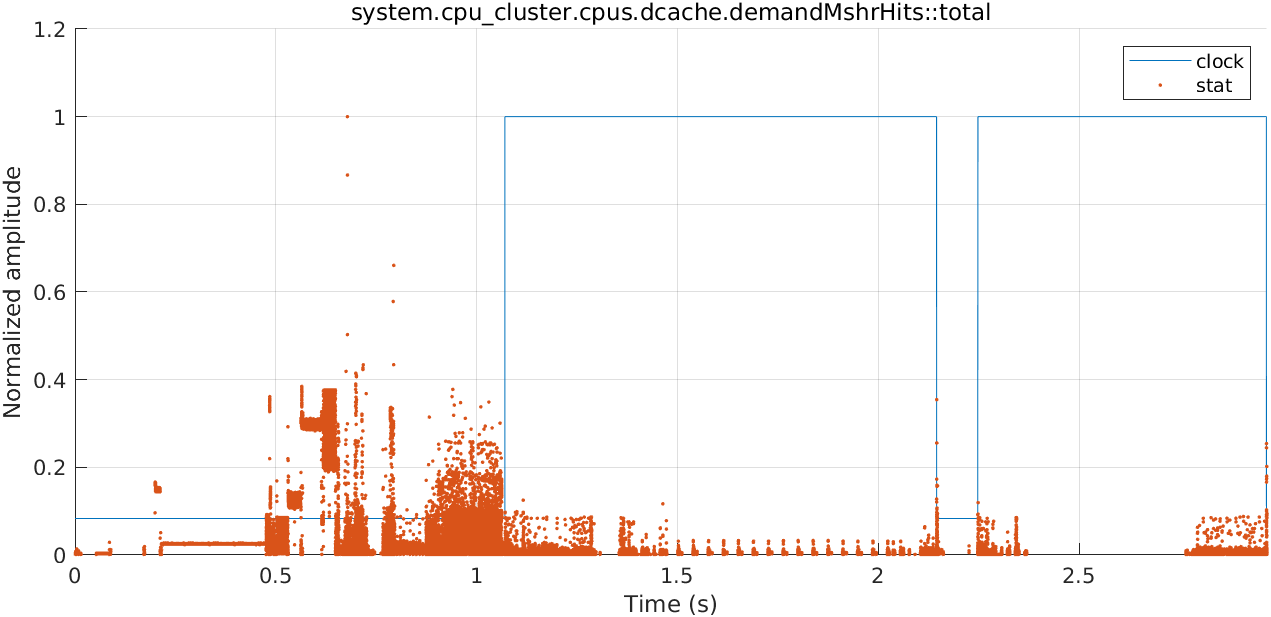 system.cpu_cluster.cpus.dcache.demandMshrHits::total
1.2
1
0.8
0.6
0.4
0.2
0
Normalized amplitude
clock
stat
0
0.5
1
1.5
2
2.5
Time (s)